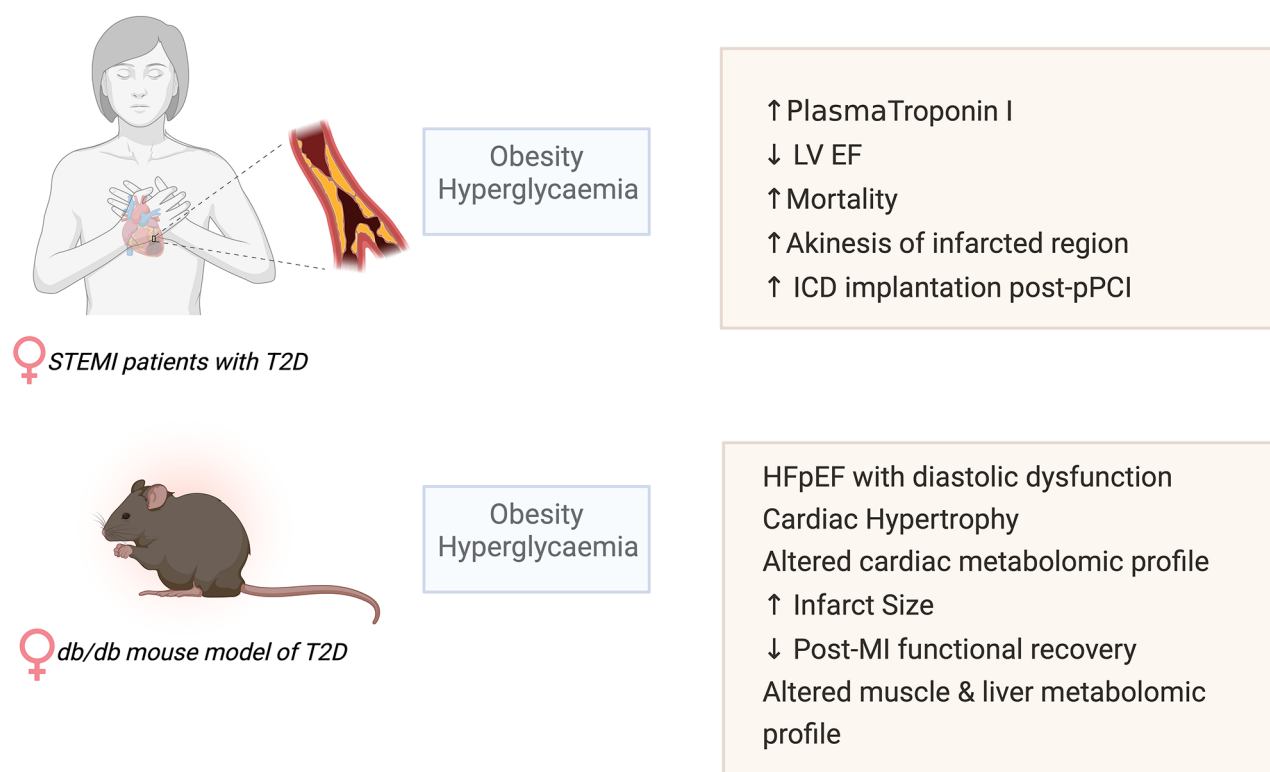 Obesity
Hyperglycaemia
↑PlasmaTroponin I
↓ LV EF
↑Mortality
↑Akinesis of infarcted region
↑ ICD implantation post-pPCI
♀STEMI patients with T2D
Obesity
Hyperglycaemia
HFpEF with diastolic dysfunction
Cardiac Hypertrophy
Altered cardiac metabolomic profile
↑ Infarct Size
↓ Post-MI functional recovery
Altered muscle & liver metabolomic
profile
♀db/db mouse model of T2D